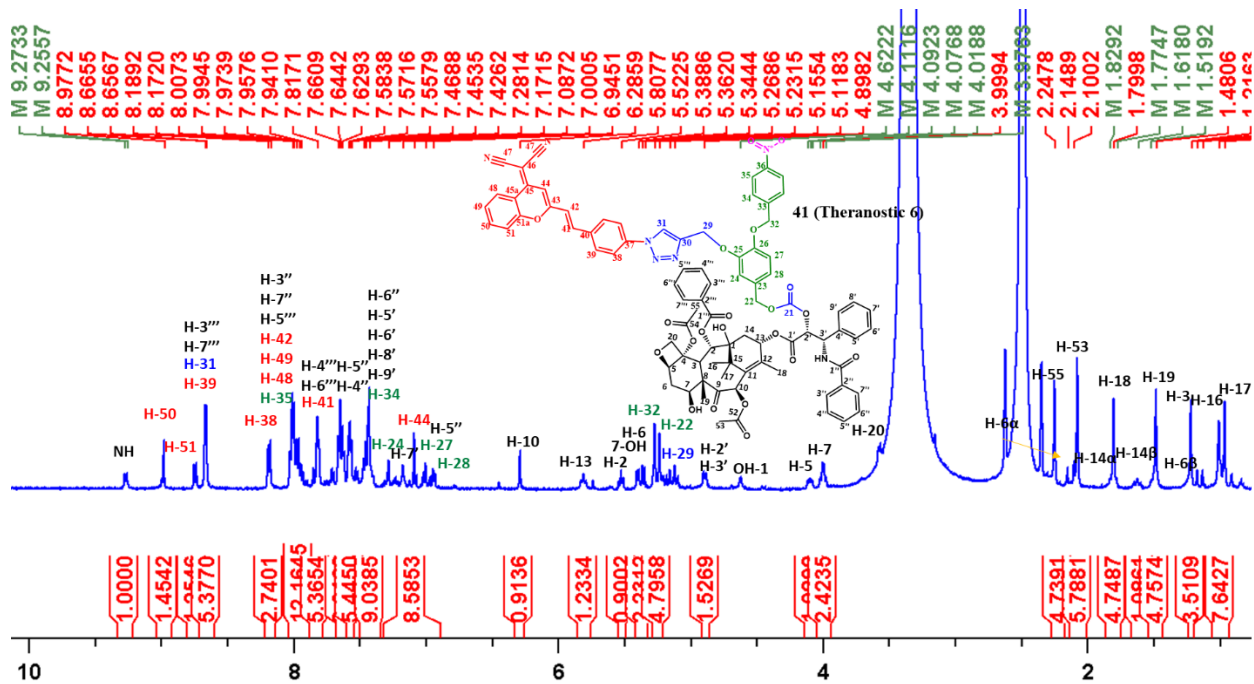 M 9.2733
M 9.2557
8.9772
8.6655
8.6567
8.1892
8.1720
8.0073
7.9945
7.9739
7.9576
7.9410
7.8171
7.6609
7.6442
7.6293
7.5838
7.5716
7.5579
7.4688
7.4535
7.4262
7.2814
7.1715
7.0872
7.0005
6.9451
6.2859
5.8077
5.5225
5.3886
5.3620
5.3444
5.2686
5.2315
5.1554
5.1183
4.8982
M 4.6222
M 4.1116
M 4.0923
M 4.0768
M 4.0188
3.9994
M 3.9763
2.2478
2.1489
2.1002
M 1.8292
1.7998
M 1.7747
M 1.6180
M 1.5192
1.4806
41 (Theranostic 6)
NH
H-50
H-51
H-3'''
H-7'''
H-31
H-39
H-38
H-3''
H-7''
H-5'''
H-42
H-49
H-48
H-35
H-4'''
H-6'''
H-41
H-5''
H-4''
H-6''
H-5'
H-6'
H-8'
H-9'
H-34
H-24
H-7'
H-44
H-5''
H-27
H-28
H-10
H-13
H-2
H-6
7-OH
H-32
H-22
H-29
H-2'
H-3'
OH-1
H-5
H-7
H-20
H-6α
H-55
H-14α
H-53
H-18
H-14β
H-19
H-6β
H-3
H-16
H-17
1.0000
1.4542
5.3770
2.7401
12.1645
5.3654
5.4450
9.0385
8.5853
0.9136
1.2334
0.9002
2.2312
4.7958
1.5269
2.4235
4.7391
5.7881
4.7487
4.7574
3.5109
7.6427
10
8
6
4
2